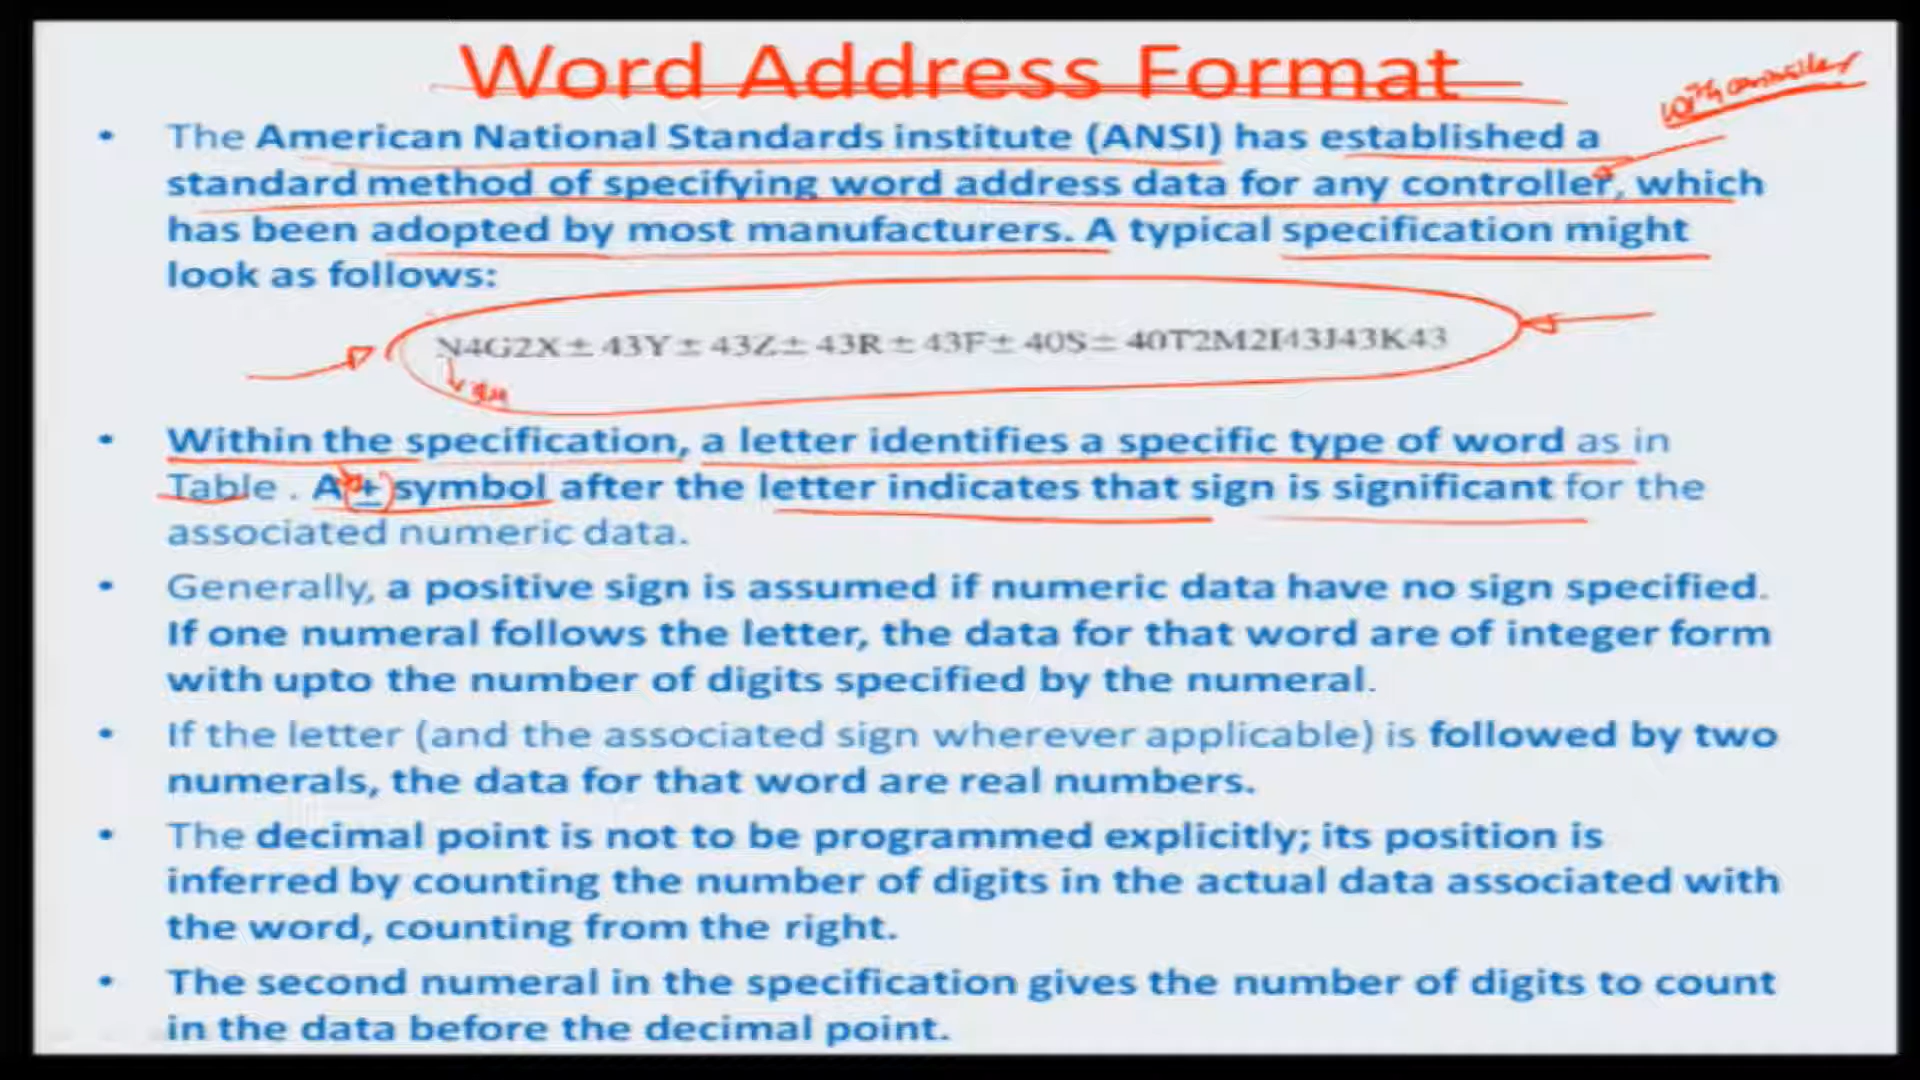 Word Address Format
with controller
• The American National Standards institute (ANSI) has established a
standard method of specifying word address data for any controller, which
has been adopted by most manufacturers. A typical specification might
look as follows:
N4G2X ± 43Y ± 43Z ± 43R ± 43F ± 40S ± 40T2M2I43J43K43
• Within the specification, a letter identifies a specific type of word as in
Table . A (±) symbol after the letter indicates that sign is significant for the
associated numeric data.
• Generally, a positive sign is assumed if numeric data have no sign specified.
If one numeral follows the letter, the data for that word are of integer form
with upto the number of digits specified by the numeral.
• If the letter (and the associated sign wherever applicable) is followed by two
numerals, the data for that word are real numbers.
• The decimal point is not to be programmed explicitly; its position is
inferred by counting the number of digits in the actual data associated with
the word, counting from the right.
• The second numeral in the specification gives the number of digits to count
in the data before the decimal point.